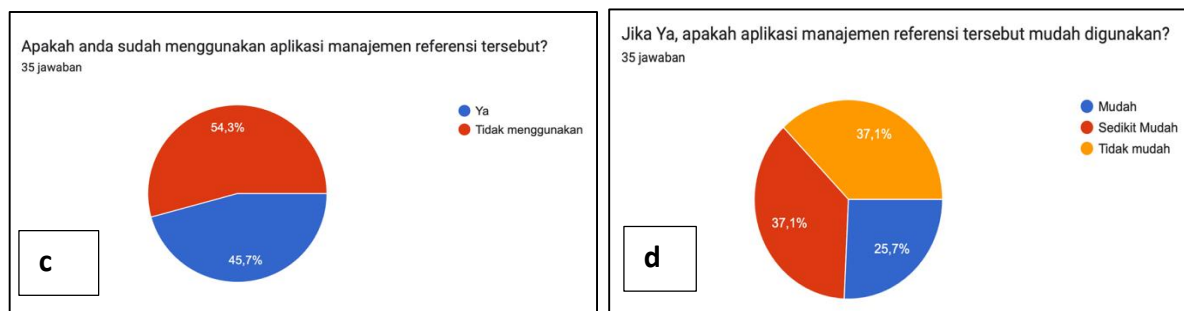 Apakah anda sudah menggunakan aplikasi manajemen referensi tersebut?
35 jawaban
Ya
Tidak menggunakan
54,3%
45,7%
c
Jika Ya, apakah aplikasi manajemen referensi tersebut mudah digunakan?
35 jawaban
Mudah
Sedikit Mudah
Tidak mudah
37,1%
37,1%
25,7%
d